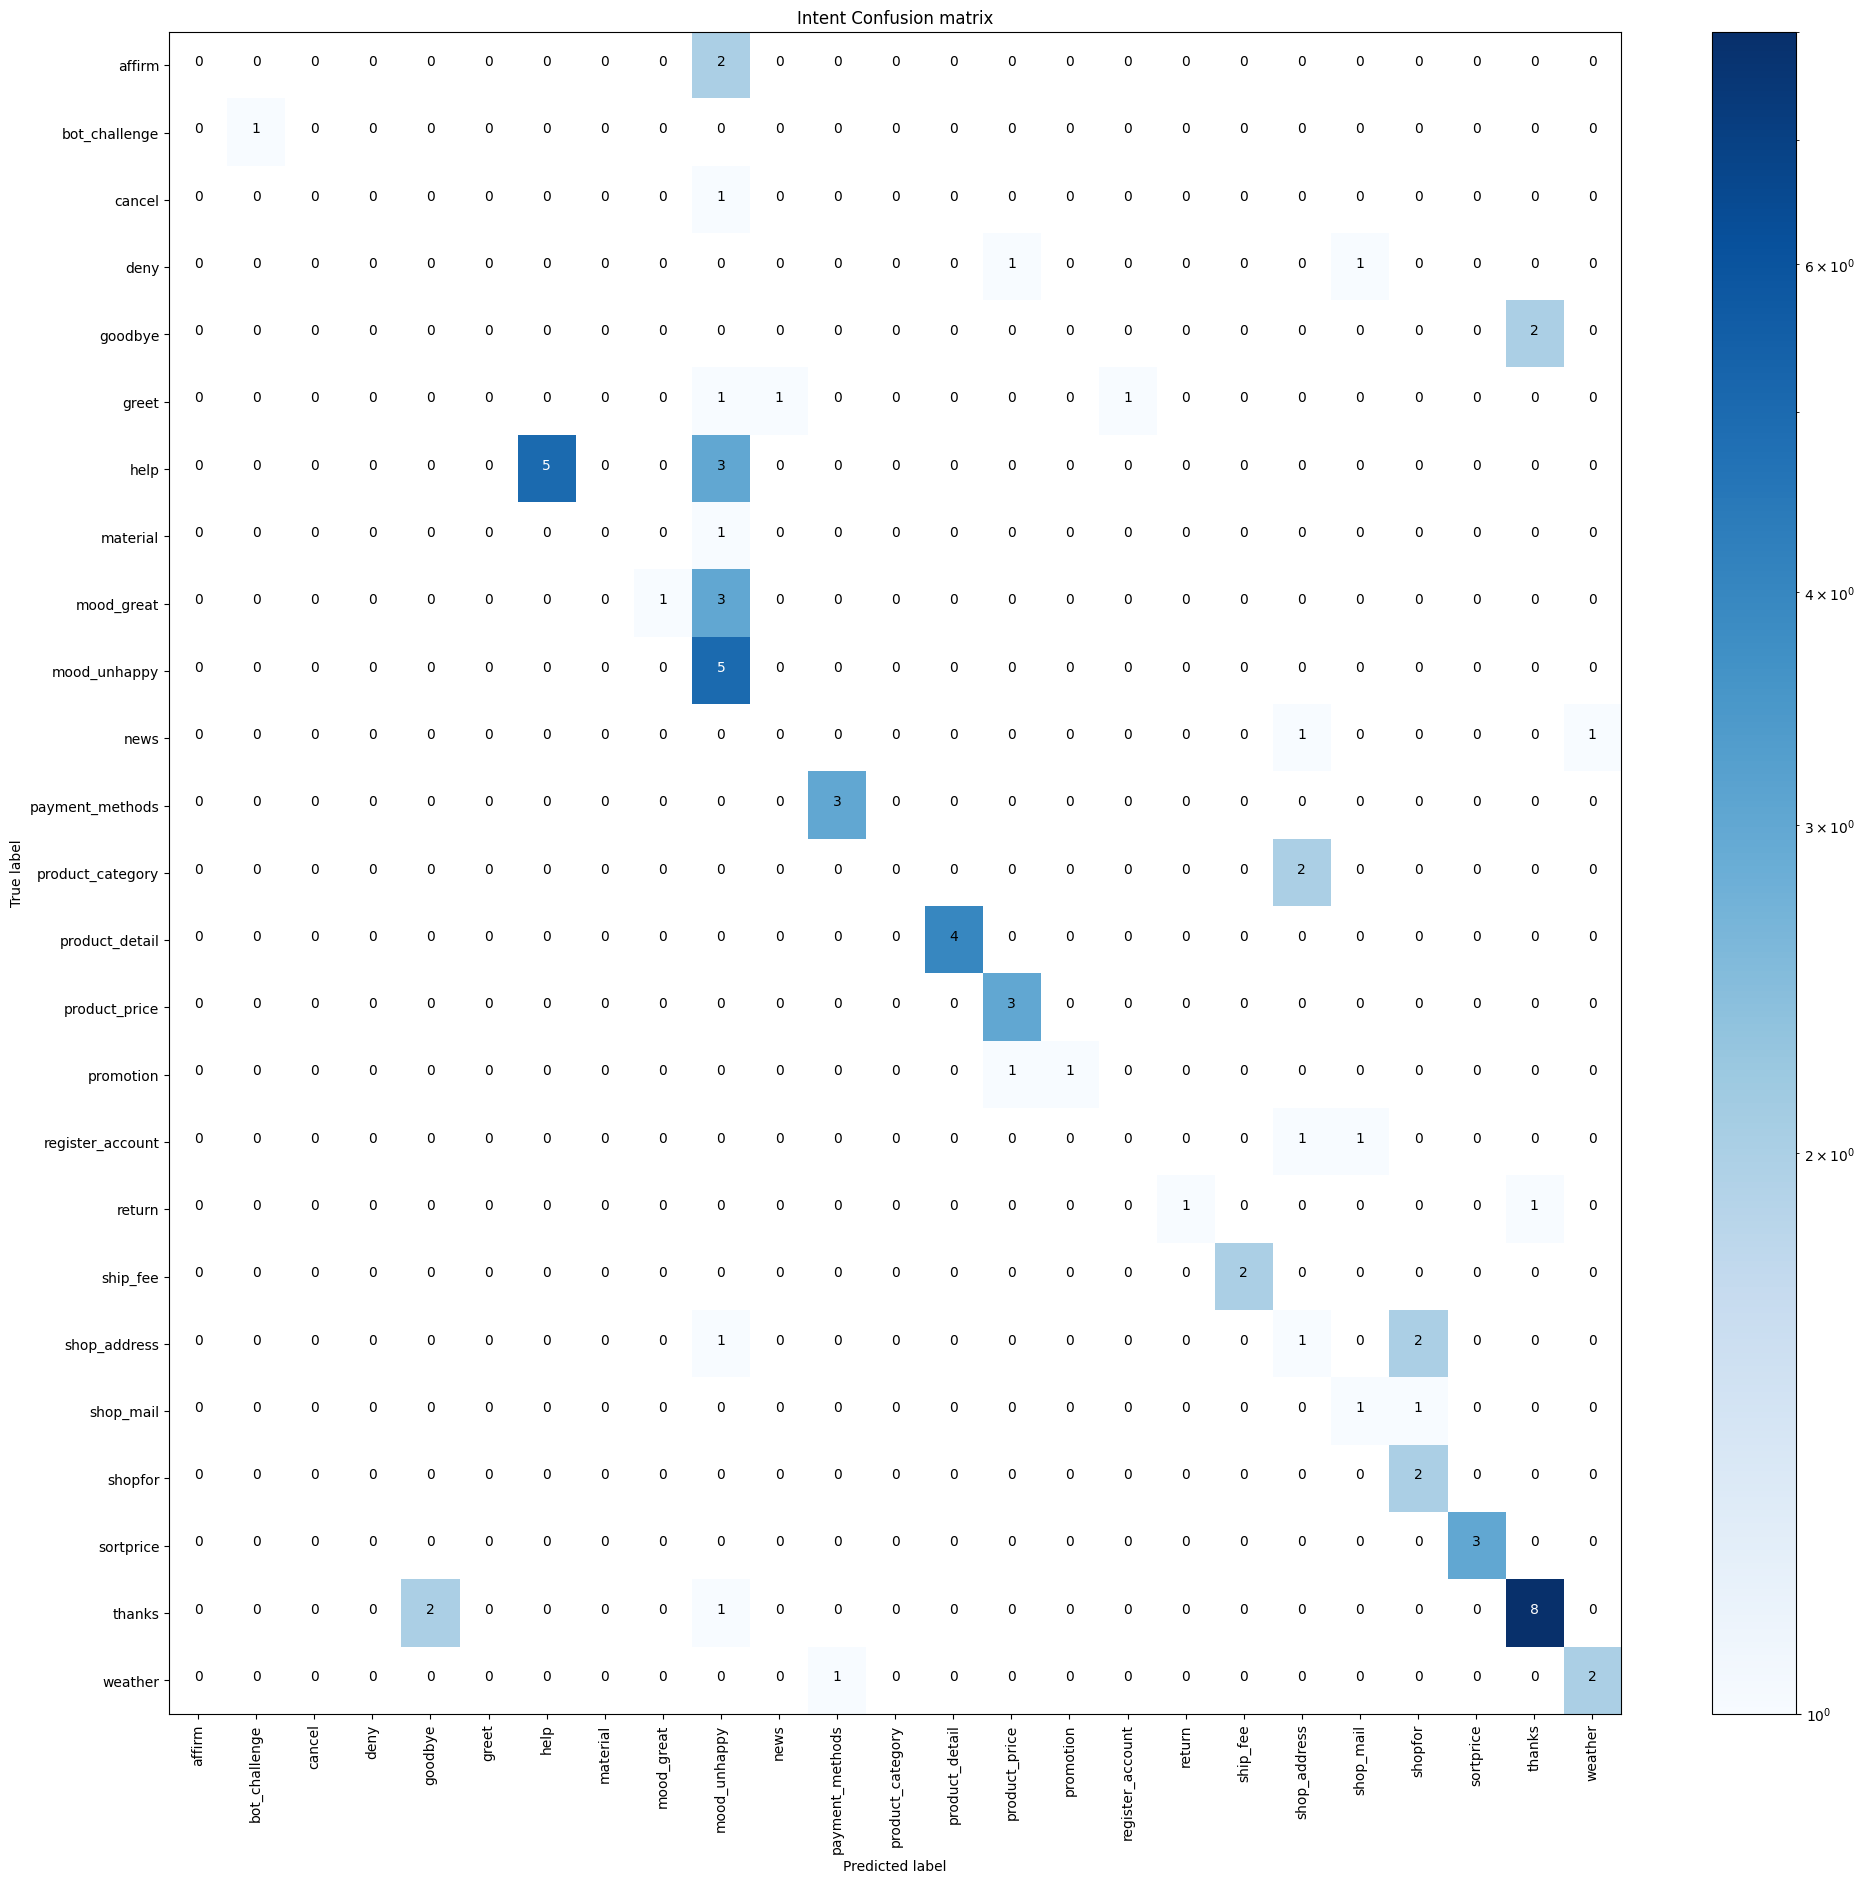 Intent Confusion matrix
affirm 0 0 0 0 0 0 0 0 0 2 0 0 0 0 0 0 0 0 0 0 0 0 0 0 0
bot_challenge 0 1 0 0 0 0 0 0 0 0 0 0 0 0 0 0 0 0 0 0 0 0 0 0 0
cancel 0 0 0 0 0 0 0 0 0 1 0 0 0 0 0 0 0 0 0 0 0 0 0 0 0
deny 0 0 0 0 0 0 0 0 0 0 0 0 0 0 1 0 0 0 0 0 1 0 0 0 0
6 × 10⁰
goodbye 0 0 0 0 0 0 0 0 0 0 0 0 0 0 0 0 0 0 0 0 0 0 0 2 0
greet 0 0 0 0 0 0 0 0 0 1 1 0 0 0 0 0 1 0 0 0 0 0 0 0 0
help 0 0 0 0 0 0 5 0 0 3 0 0 0 0 0 0 0 0 0 0 0 0 0 0 0
material 0 0 0 0 0 0 0 0 0 1 0 0 0 0 0 0 0 0 0 0 0 0 0 0 0
4 × 10⁰
mood_great 0 0 0 0 0 0 0 0 1 3 0 0 0 0 0 0 0 0 0 0 0 0 0 0 0
mood_unhappy 0 0 0 0 0 0 0 0 0 5 0 0 0 0 0 0 0 0 0 0 0 0 0 0 0
news 0 0 0 0 0 0 0 0 0 0 0 0 0 0 0 0 0 0 0 1 0 0 0 0 1
payment_methods 0 0 0 0 0 0 0 0 0 0 0 3 0 0 0 0 0 0 0 0 0 0 0 0 0
3 × 10⁰
True label
product_category 0 0 0 0 0 0 0 0 0 0 0 0 0 0 0 0 0 0 0 2 0 0 0 0 0
product_detail 0 0 0 0 0 0 0 0 0 0 0 0 0 4 0 0 0 0 0 0 0 0 0 0 0
product_price 0 0 0 0 0 0 0 0 0 0 0 0 0 0 3 0 0 0 0 0 0 0 0 0 0
promotion 0 0 0 0 0 0 0 0 0 0 0 0 0 0 1 1 0 0 0 0 0 0 0 0 0
register_account 0 0 0 0 0 0 0 0 0 0 0 0 0 0 0 0 0 0 0 1 1 0 0 0 0
2 × 10⁰
return 0 0 0 0 0 0 0 0 0 0 0 0 0 0 0 0 0 1 0 0 0 0 0 1 0
ship_fee 0 0 0 0 0 0 0 0 0 0 0 0 0 0 0 0 0 0 2 0 0 0 0 0 0
shop_address 0 0 0 0 0 0 0 0 0 1 0 0 0 0 0 0 0 0 0 1 0 2 0 0 0
shop_mail 0 0 0 0 0 0 0 0 0 0 0 0 0 0 0 0 0 0 0 0 1 1 0 0 0
shopfor 0 0 0 0 0 0 0 0 0 0 0 0 0 0 0 0 0 0 0 0 0 2 0 0 0
sortprice 0 0 0 0 0 0 0 0 0 0 0 0 0 0 0 0 0 0 0 0 0 0 3 0 0
thanks 0 0 0 0 2 0 0 0 0 1 0 0 0 0 0 0 0 0 0 0 0 0 0 8 0
weather 0 0 0 0 0 0 0 0 0 0 0 1 0 0 0 0 0 0 0 0 0 0 0 0 2
10⁰
affirm
bot_challenge
cancel
deny
goodbye
greet
help
material
mood_great
mood_unhappy
news
payment_methods
product_category
product_detail
product_price
promotion
register_account
return
ship_fee
shop_address
shop_mail
shopfor
sortprice
thanks
weather
Predicted label